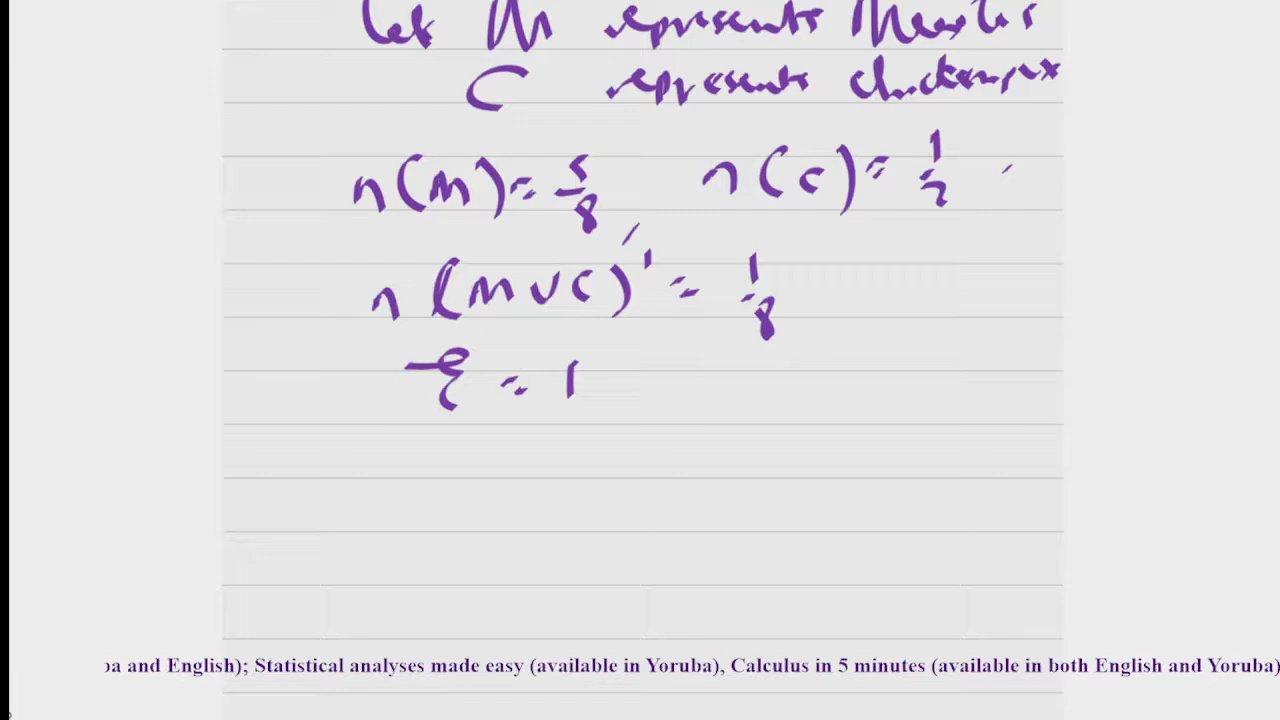 Let M represents Measles
C represents chickenpox
n(M) = 5/8 n(C) = 1/2
n(M∪C)' = 1/8
ξ = 1
ba and English); Statistical analyses made easy (available in Yoruba), Calculus in 5 minutes (available in both English and Yoruba)